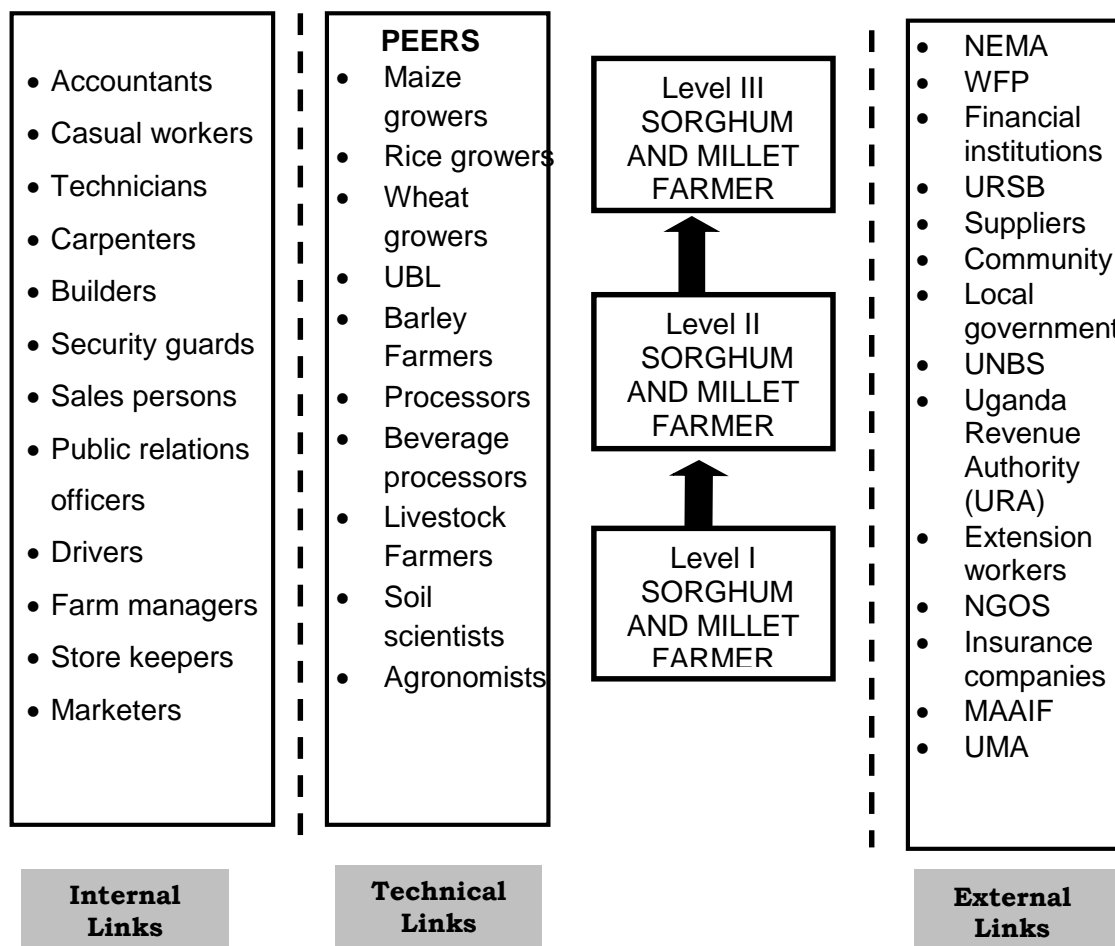 Accountants
Casual workers
Technicians
Carpenters
Builders
Security guards
Sales persons
Public relations
officers
Drivers
Farm managers
Store keepers
Marketers
Internal
Links
PEERS
Maize
growers
Rice growers
Wheat
growers
UBL
Barley
Farmers
Processors
Beverage
processors
Livestock
Farmers
Soil
scientists
Agronomists
Technical
Links
Level III
SORGHUM
AND MILLET
FARMER
Level II
SORGHUM
AND MILLET
FARMER
Level I
SORGHUM
AND MILLET
FARMER
NEMA
WFP
Financial
institutions
URSB
Suppliers
Community
Local
government
UNBS
Uganda
Revenue
Authority
(URA)
Extension
workers
NGOS
Insurance
companies
MAAIF
UMA
External
Links